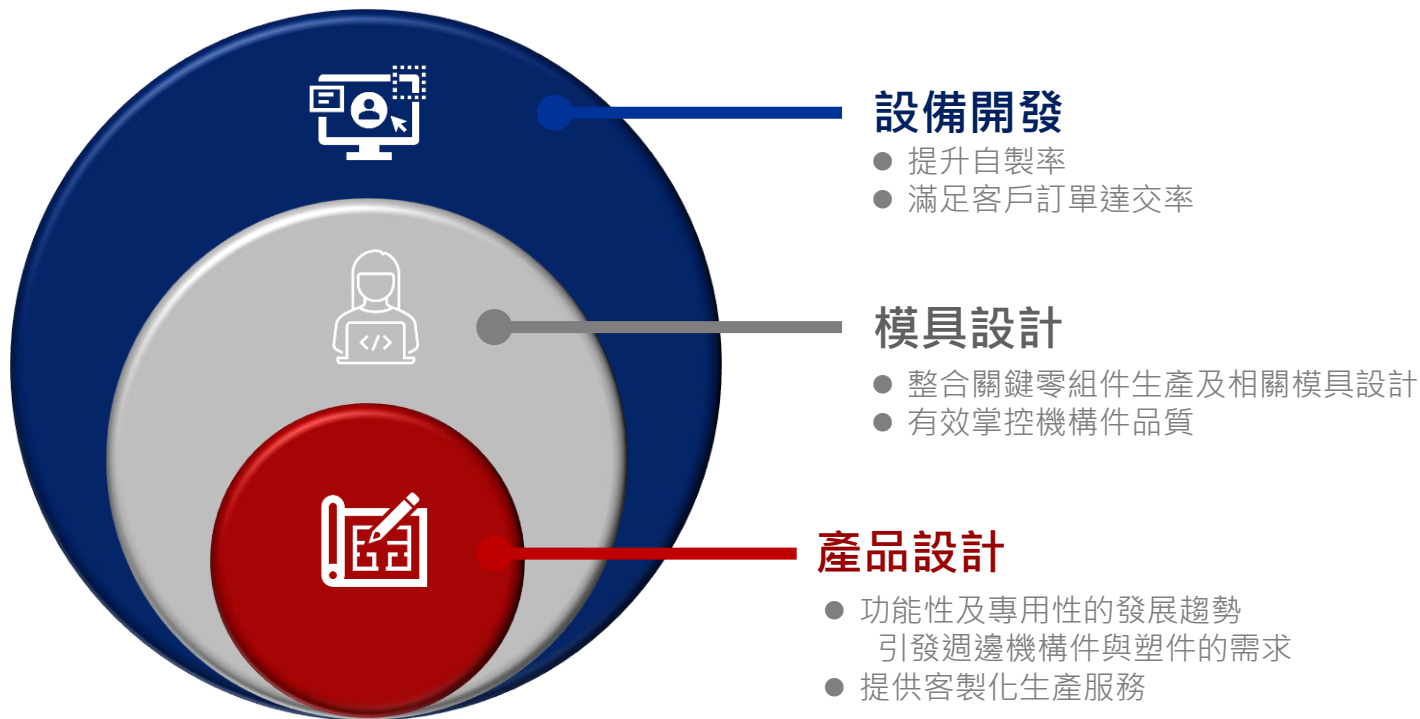 設備開發
● 提升自製率
● 滿足客戶訂單達交率
模具設計
● 整合關鍵零組件生產及相關模具設計
● 有效掌控機構件品質
產品設計
● 功能性及專用性的發展趨勢
引發週邊機構件與塑件的需求
● 提供客製化生產服務